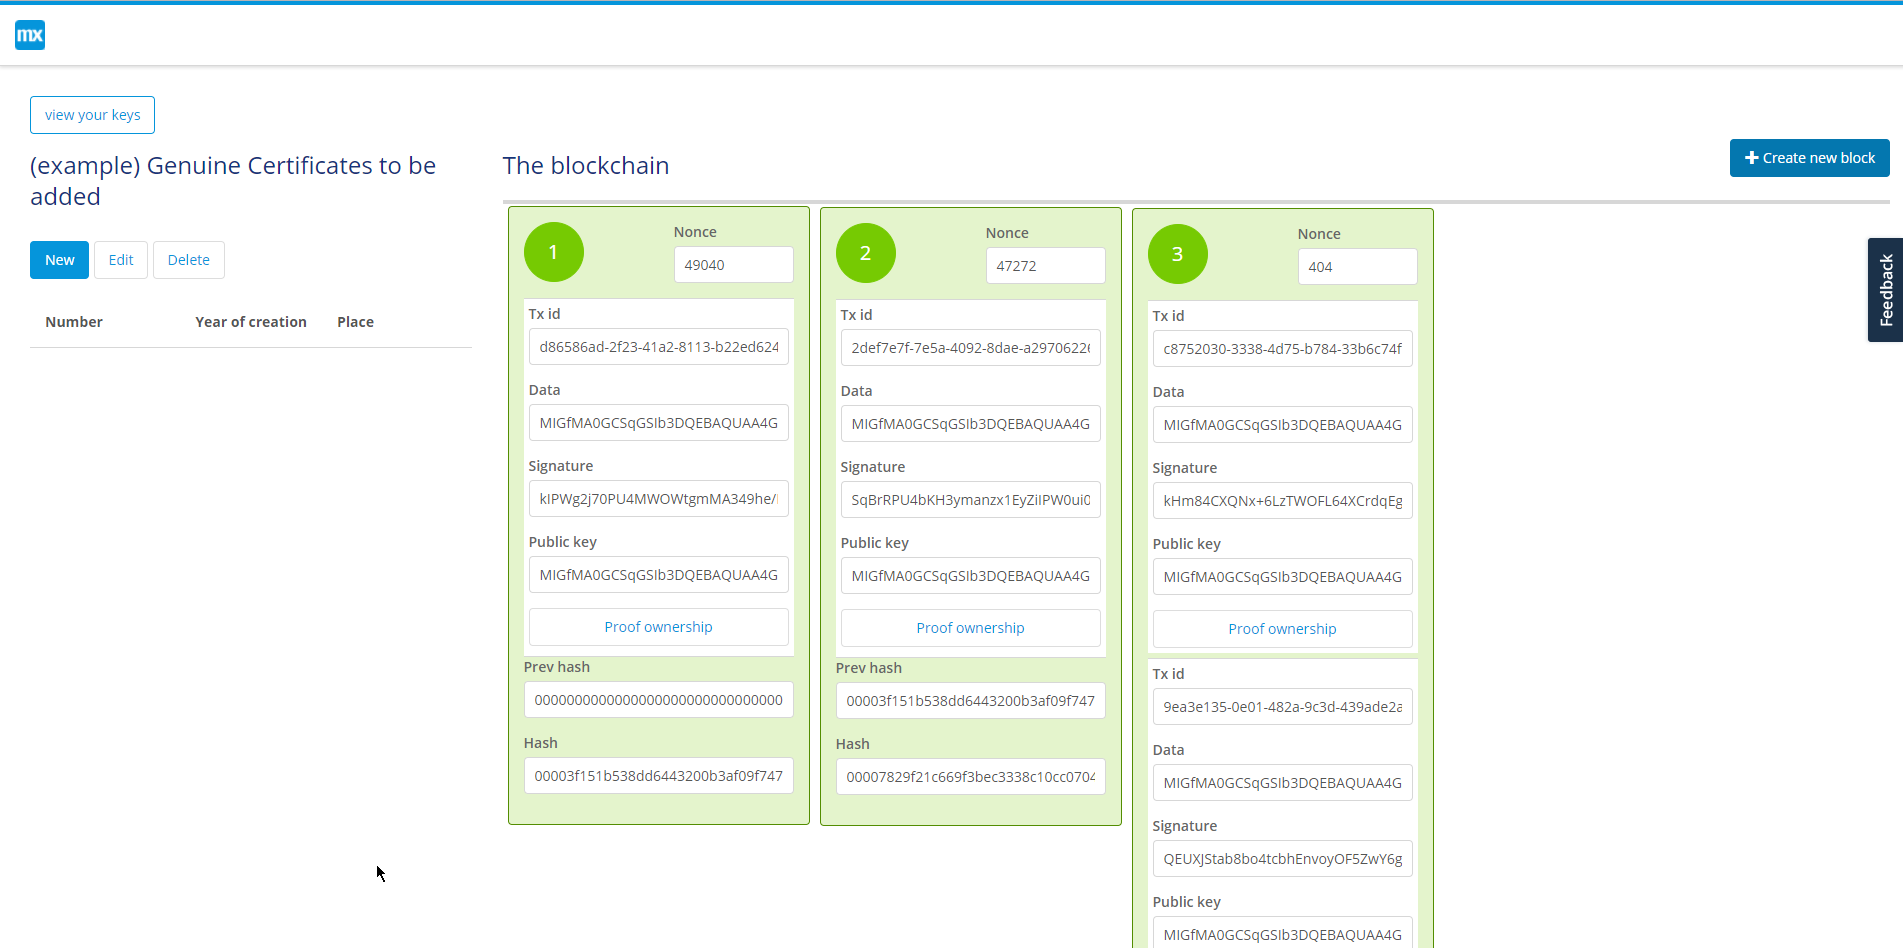 mx
view your keys
(example) Genuine Certificates to be
added
New
Edit
Delete
Number
Year of creation
Place
The blockchain
Create new block
1
Nonce
49040
Tx id
d86586ad-2f23-41a2-8113-b22ed624
Data
MIGfMA0GCSqGSIb3DQEBAQUAA4G
Signature
kIPWg2j70PU4MWOWtgmMA349he/
Public key
MIGfMA0GCSqGSIb3DQEBAQUAA4G
Proof ownership
Prev hash
00000000000000000000000000000
Hash
00003f151b538dd6443200b3af09f747
2
Nonce
47272
Tx id
2def7e7f-7e5a-4092-8dae-a2970622
Data
MIGfMA0GCSqGSIb3DQEBAQUAA4G
Signature
SqBrRPU4bKH3ymanzx1EyZiIPW0ui0
Public key
MIGfMA0GCSqGSIb3DQEBAQUAA4G
Proof ownership
Prev hash
00003f151b538dd6443200b3af09f747
Hash
00007829f21c669f3bec3338c10cc0704
3
Nonce
404
Tx id
c8752030-3338-4d75-b784-33b6c74f
Data
MIGfMA0GCSqGSIb3DQEBAQUAA4G
Signature
kHm84CXQNx+6LzTWOFL64XCrdqEg
Public key
MIGfMA0GCSqGSIb3DQEBAQUAA4G
Proof ownership
Tx id
9ea3e135-0e01-482a-9c3d-439ade2a
Data
MIGfMA0GCSqGSIb3DQEBAQUAA4G
Signature
QEUXJStab8bo4tcbhEnvoyOF5ZwY6g
Public key
MIGfMA0GCSqGSIb3DQEBAQUAA4G
Feedback